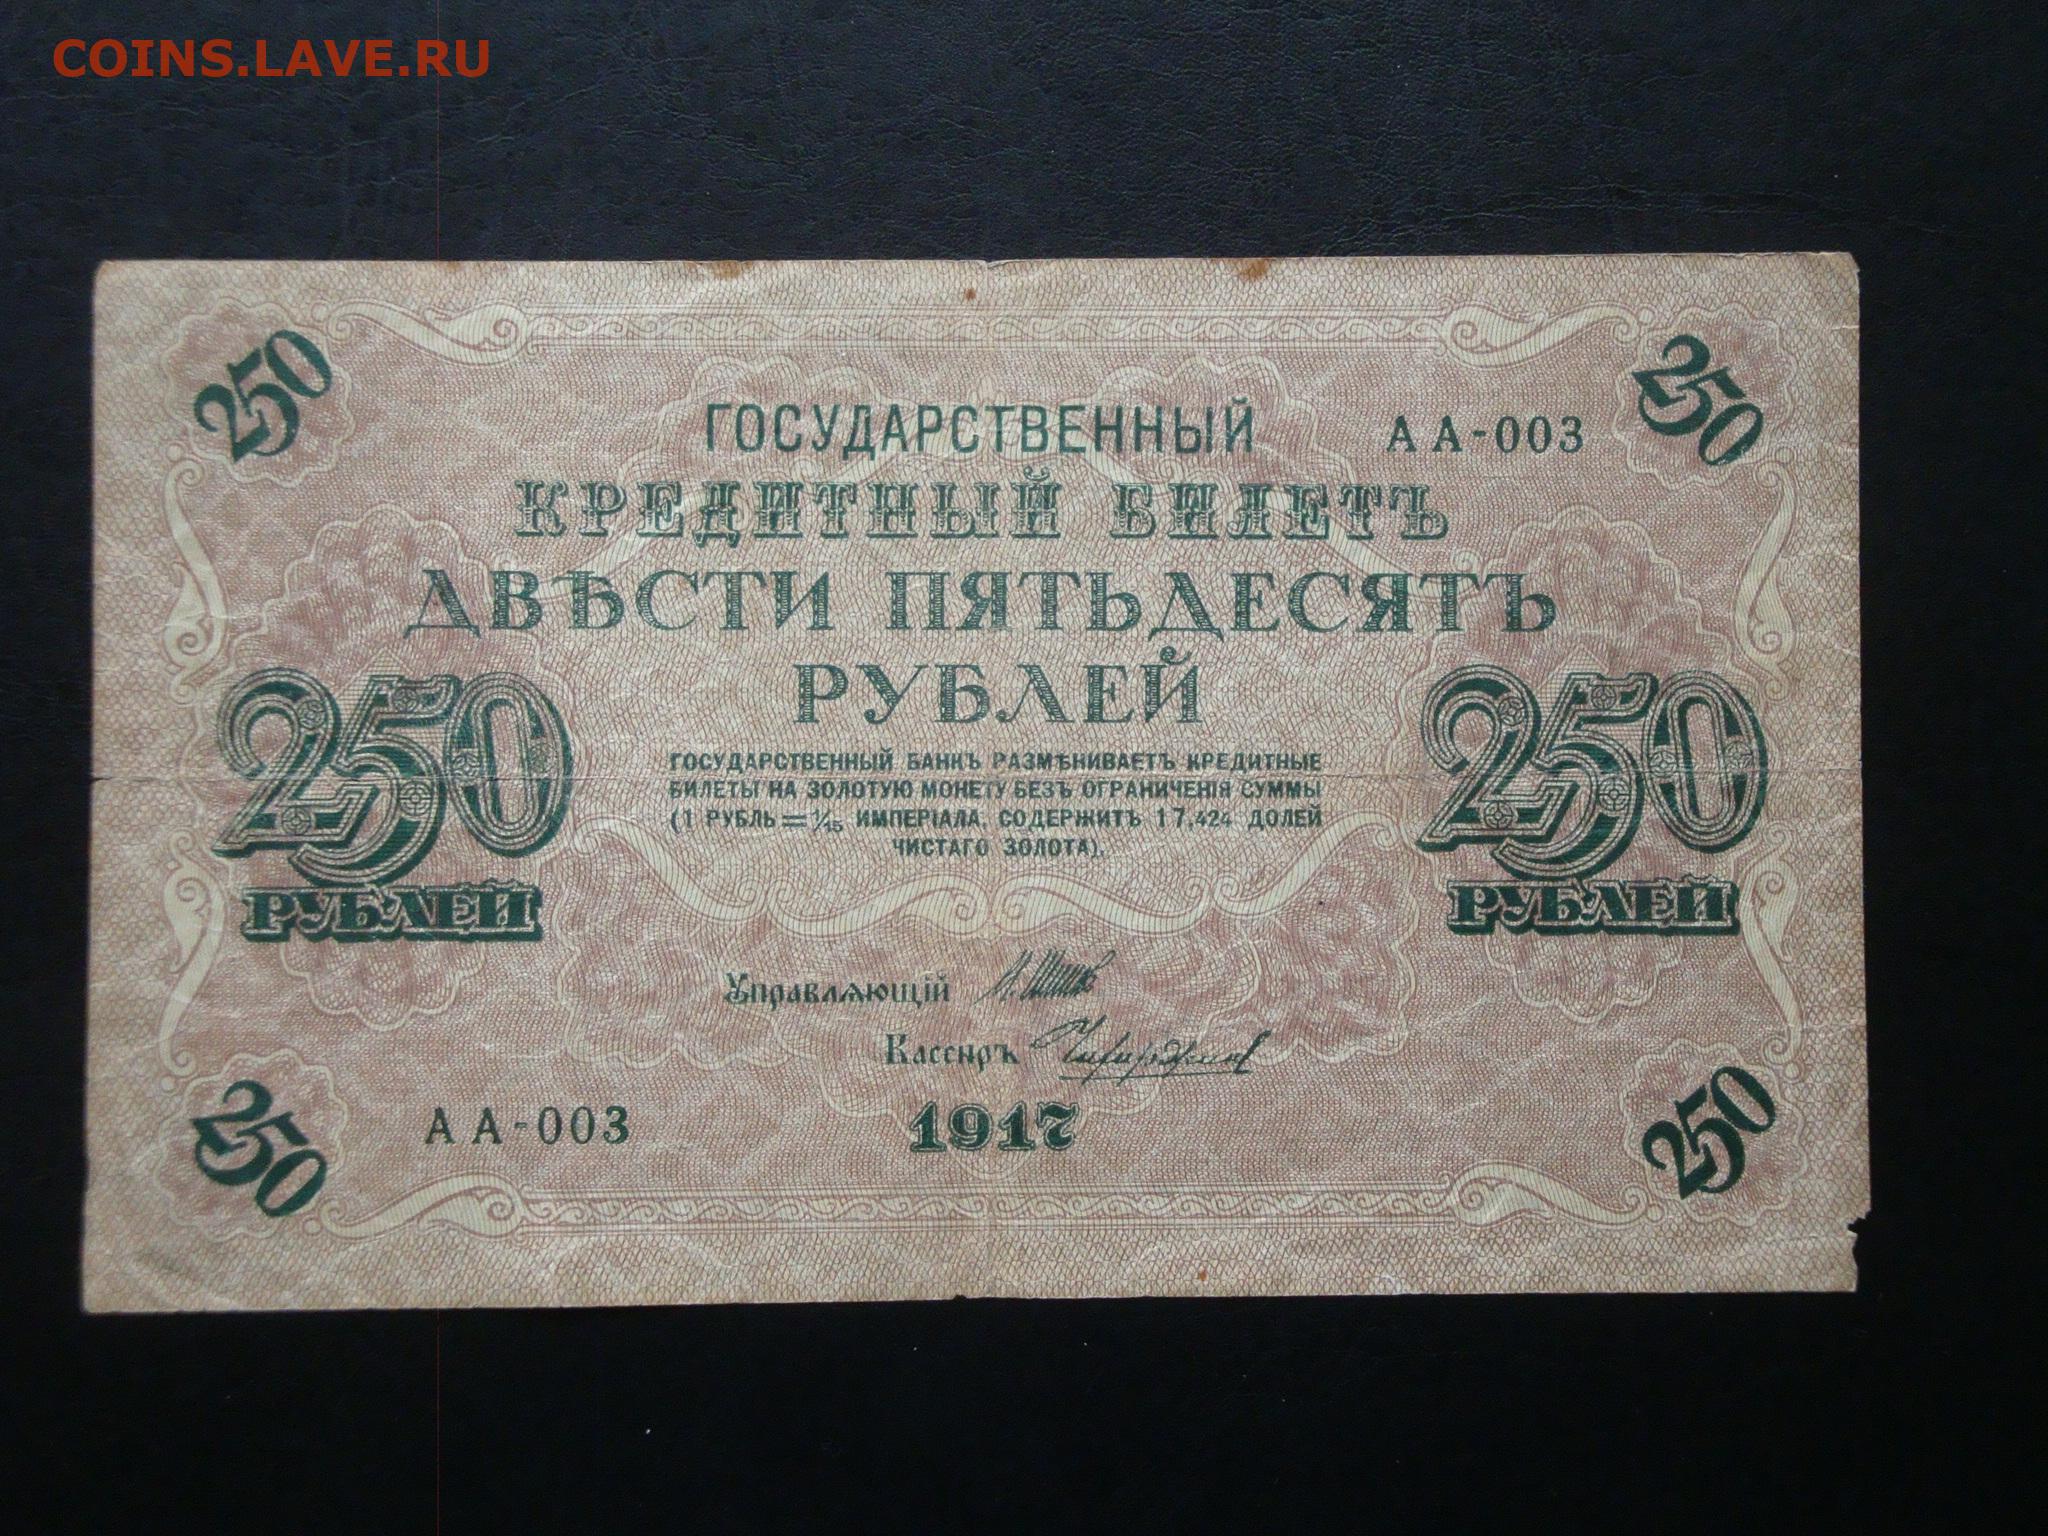 COINS.LAVE.RU
250
250
ГОСУДАРСТВЕННЫЙ
АА-003
КРЕДИТНЫЙ БИЛЕТЪ
ДВѢСТИ ПЯТЬДЕСЯТЪ
РУБЛЕЙ
250
РУБЛЕЙ
250
РУБЛЕЙ
ГОСУДАРСТВЕННЫЙ БАНКЪ РАЗМѢНИВАЕТЪ КРЕДИТНЫЕ
БИЛЕТЫ НА ЗОЛОТУЮ МОНЕТУ БЕЗЪ ОГРАНИЧЕНІЯ СУММЫ
(1 РУБЛЬ = 1/15 ИМПЕРІАЛА, СОДЕРЖИТЪ 17,424 ДОЛЕЙ
ЧИСТАГО ЗОЛОТА).
Управляющій
Кассиръ
АА-003
1917
250
250